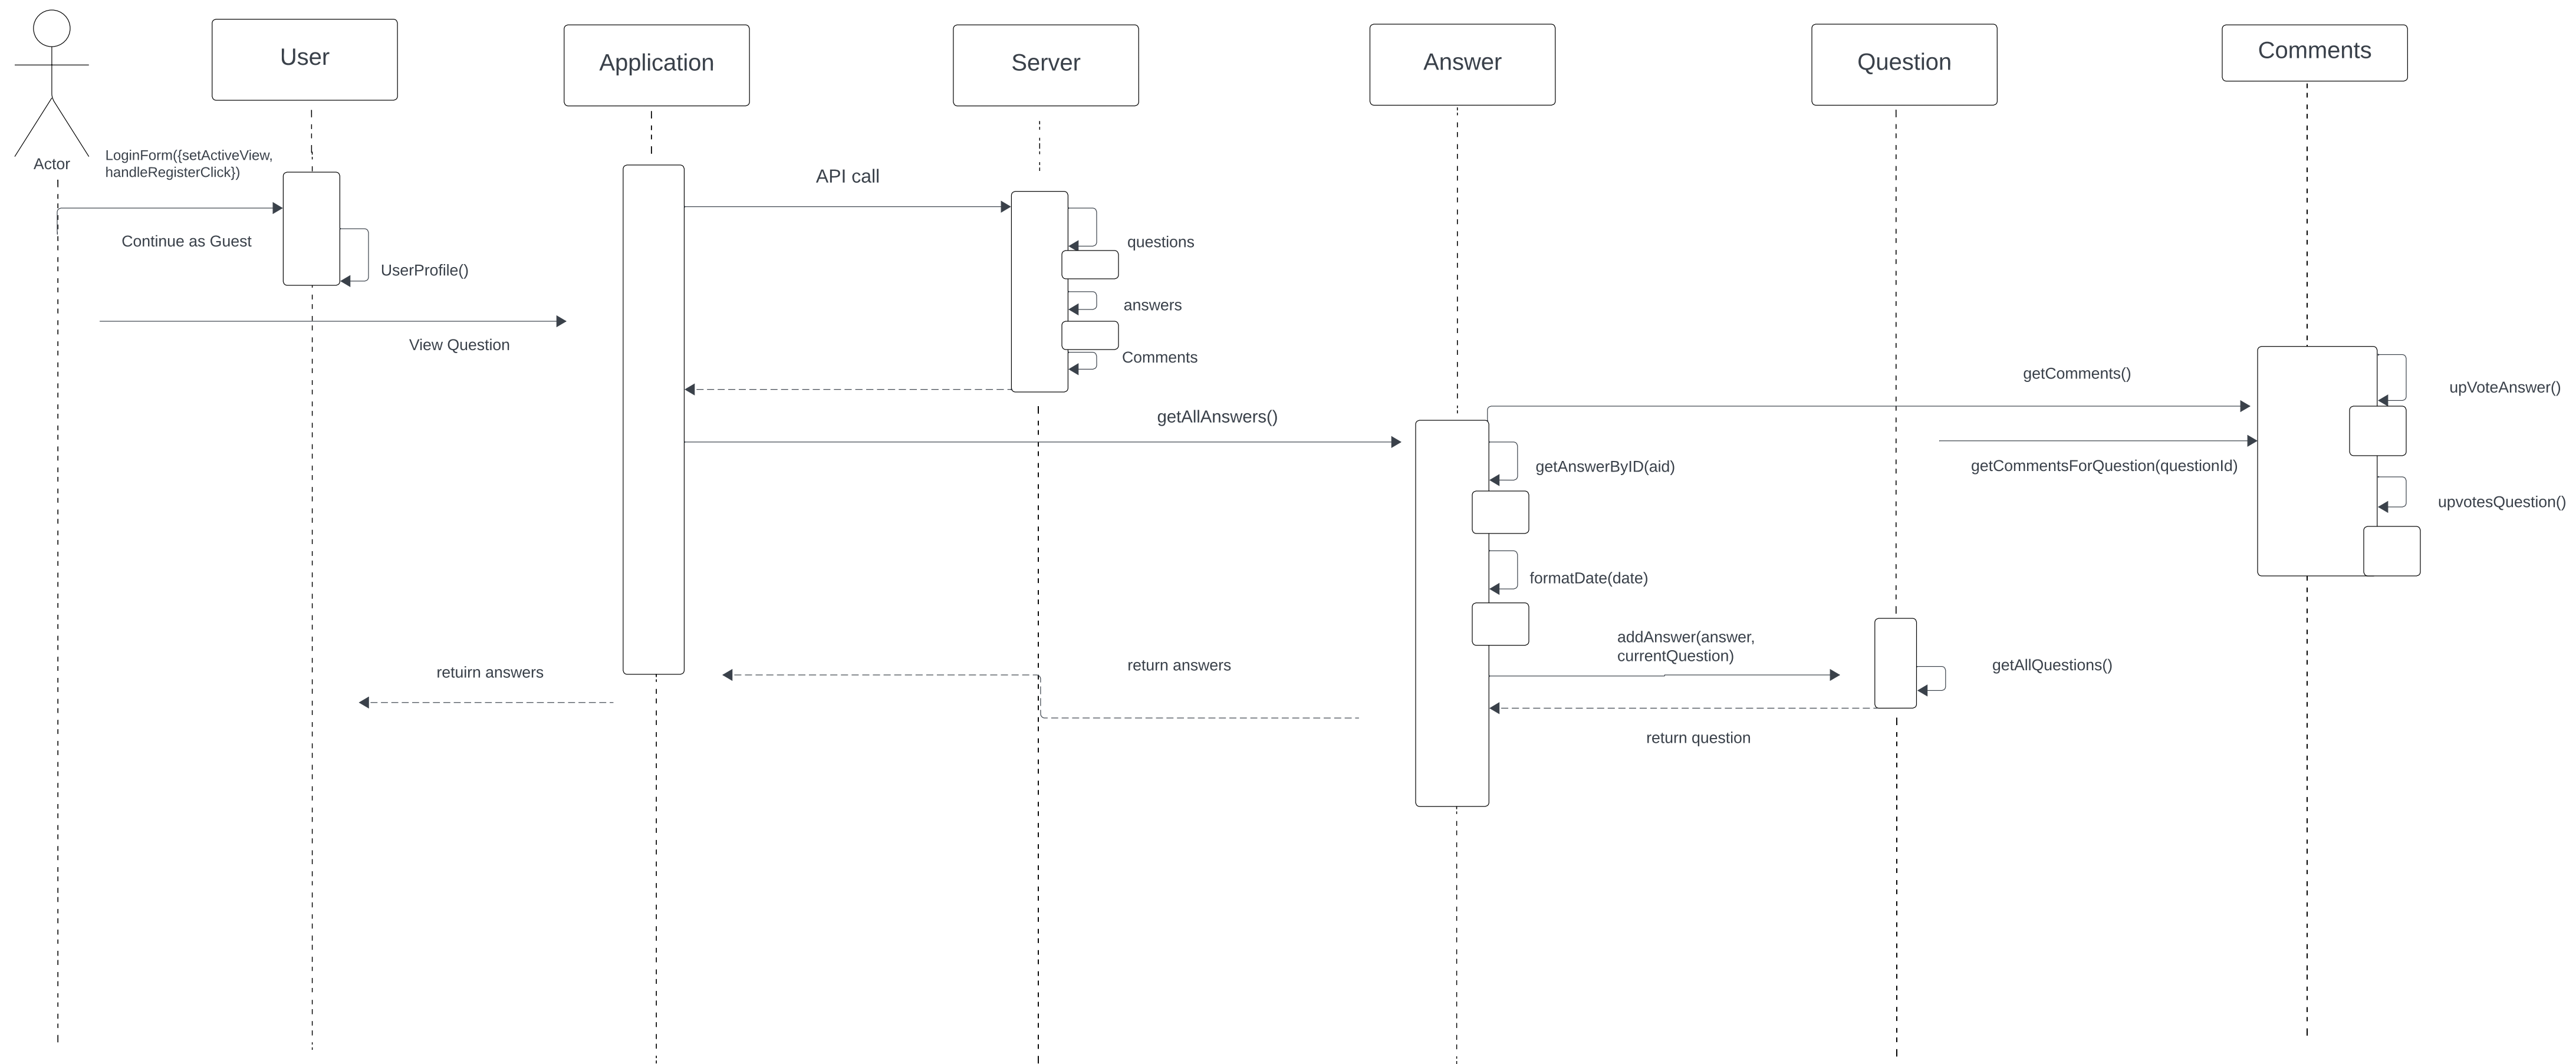 User
Application
Server
Answer
Question
Comments
Actor
LoginForm({setActiveView,
handleRegisterClick})
Continue as Guest
UserProfile()
View Question
API call
questions
answers
Comments
getAllAnswers()
getComments()
upVoteAnswer()
getAnswerByID(aid)
getCommentsForQuestion(questionId)
upvotesQuestion()
formatDate(date)
addAnswer(answer,
currentQuestion)
getAllQuestions()
retuirn answers
return answers
return question